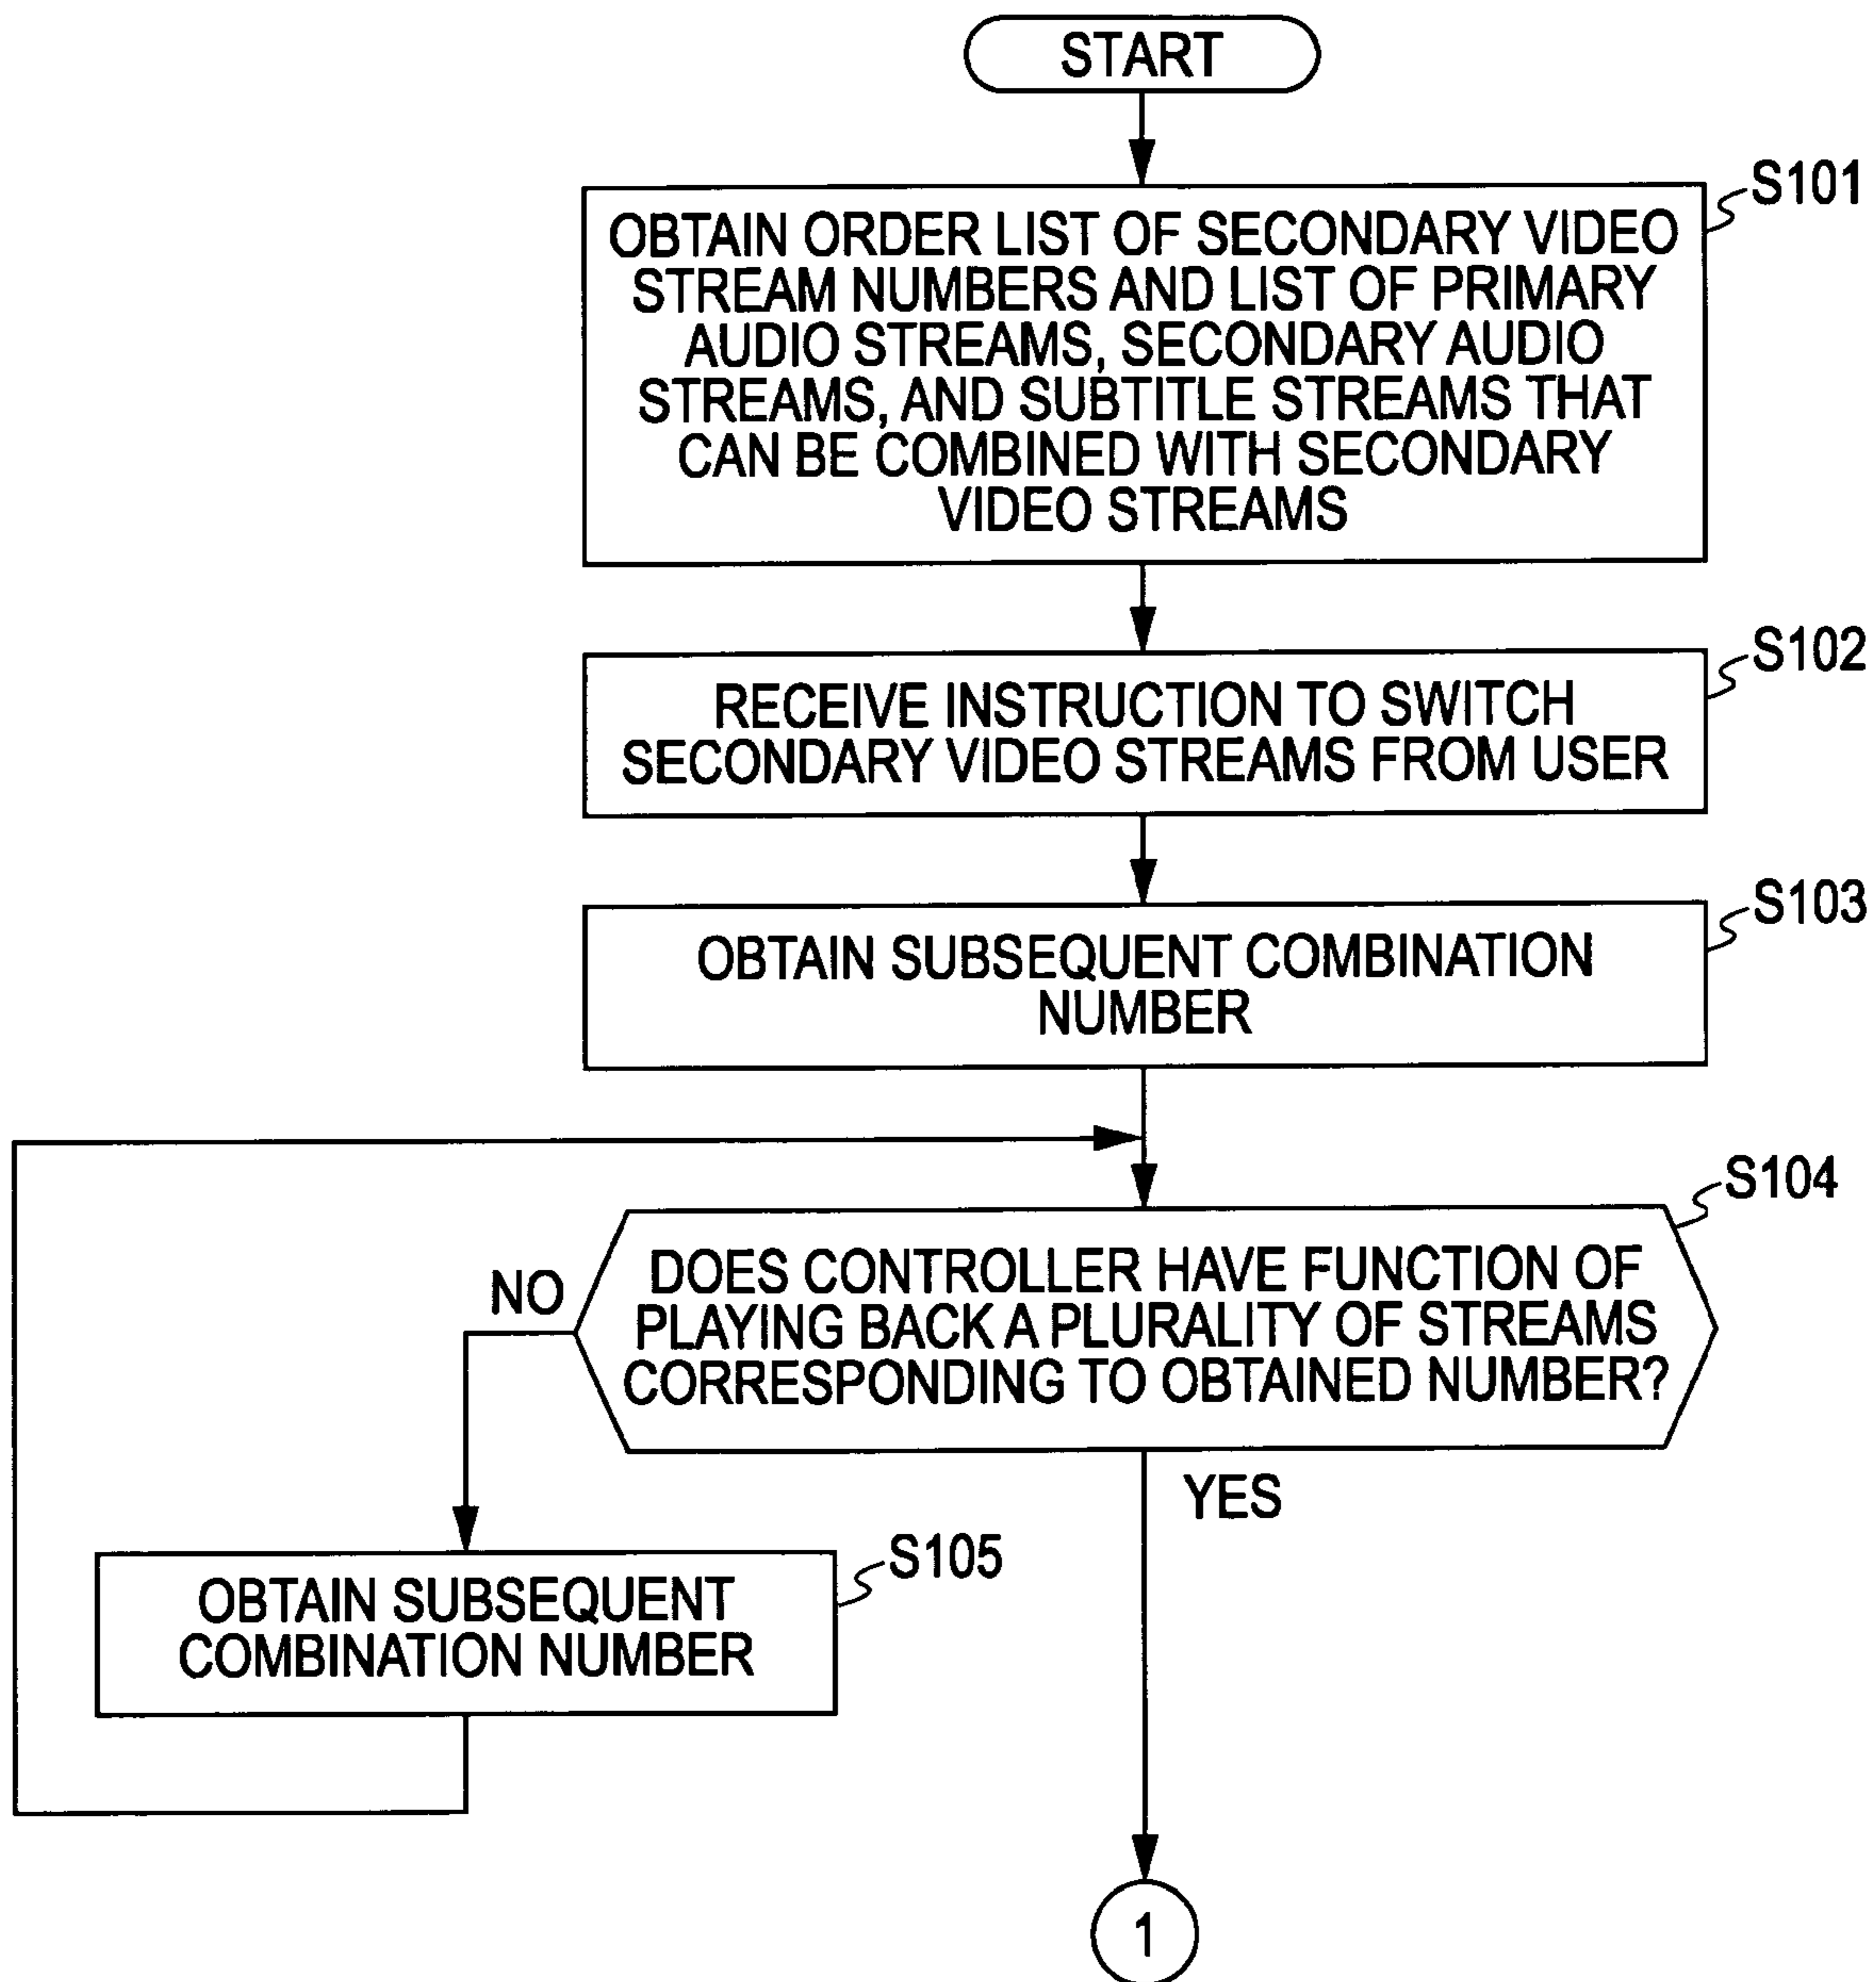 START
S101
OBTAIN ORDER LIST OF SECONDARY VIDEO
STREAM NUMBERS AND LIST OF PRIMARY
AUDIO STREAMS, SECONDARY AUDIO
STREAMS, AND SUBTITLE STREAMS THAT
CAN BE COMBINED WITH SECONDARY
VIDEO STREAMS
S102
RECEIVE INSTRUCTION TO SWITCH
SECONDARY VIDEO STREAMS FROM USER
S103
OBTAIN SUBSEQUENT COMBINATION
NUMBER
S104
DOES CONTROLLER HAVE FUNCTION OF
PLAYING BACK A PLURALITY OF STREAMS
CORRESPONDING TO OBTAINED NUMBER?
NO
YES
S105
OBTAIN SUBSEQUENT
COMBINATION NUMBER
1